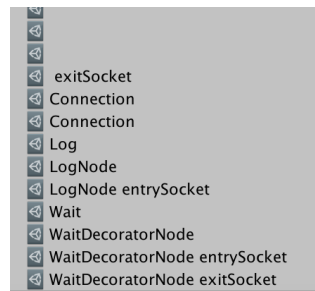 exitSocket
Connection
Connection
Log
LogNode
LogNode entrySocket
Wait
WaitDecoratorNode
WaitDecoratorNode entrySocket
WaitDecoratorNode exitSocket